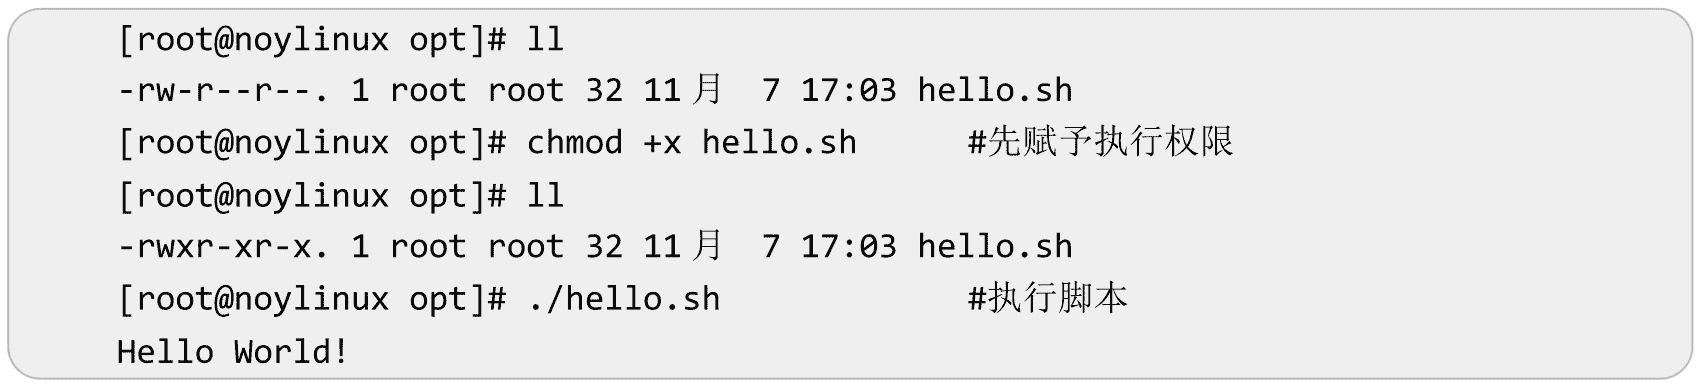 [root@noylinux opt]# ll
-rw-r--r--. 1 root root 32 11月  7 17:03 hello.sh
[root@noylinux opt]# chmod +x hello.sh      #先赋予执行权限
[root@noylinux opt]# ll
-rwxr-xr-x. 1 root root 32 11月  7 17:03 hello.sh
[root@noylinux opt]# ./hello.sh             #执行脚本
Hello World!